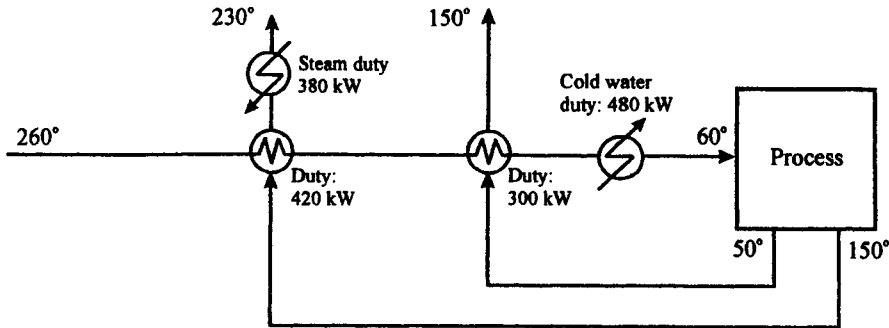 230°
150°
Steam duty
380 kW
Cold water
duty: 480 kW
260°
60°
Process
Duty:
420 kW
Duty:
300 kW
50°
150°